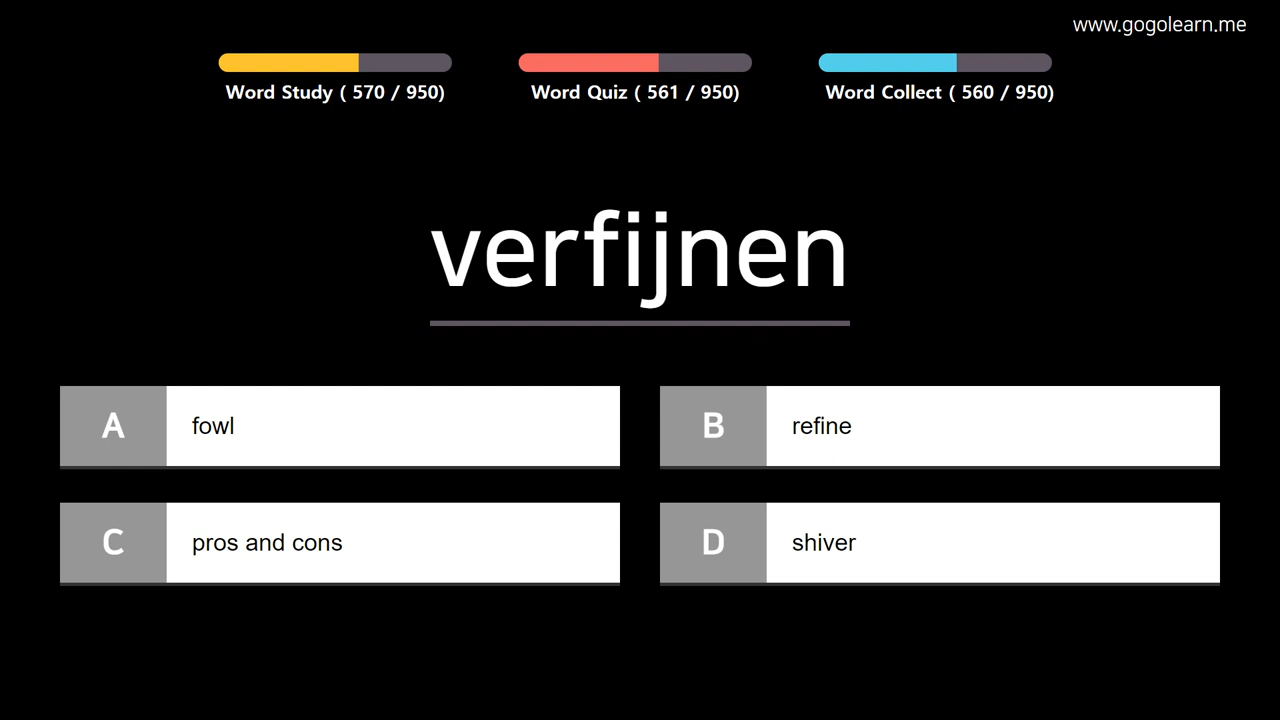 www.gogolearn.me
Word Study ( 570 / 950)
Word Quiz ( 561 / 950)
Word Collect ( 560 / 950)
verfijnen
A fowl
B refine
C pros and cons
D shiver